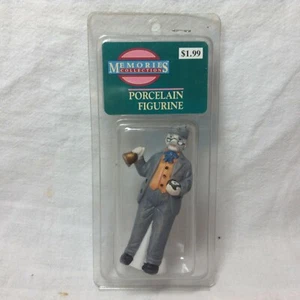 $1.99
MEMORIES
COLLECTION
PORCELAIN
FIGURINE